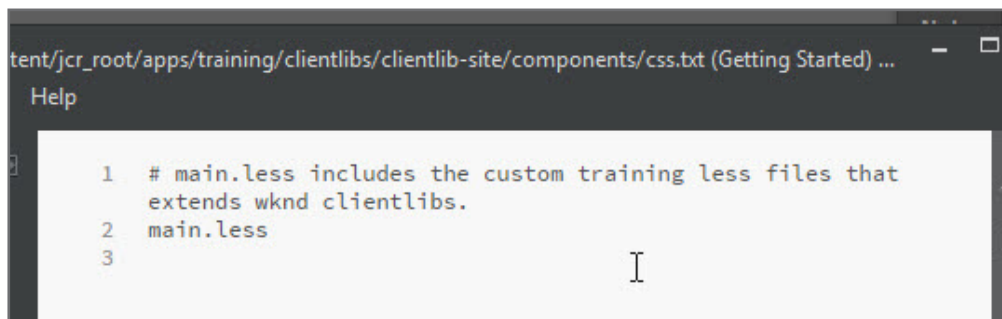 tent/jcr_root/apps/training/clientlibs/clientlib-site/components/css.txt (Getting Started) ...
Help
1 # main.less includes the custom training less files that
extends wknd clientlibs.
2 main.less
3